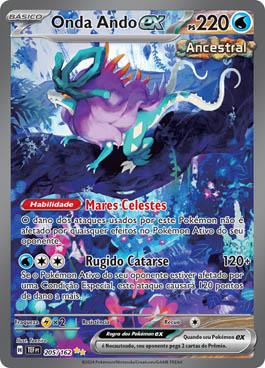 BÁSICO
Onda Ando ex
PS 220
Ancestral
Habilidade Mares Celestes
O dano dos ataques usados por este Pokémon não é
afetado por quaisquer efeitos no Pokémon Ativo do seu
oponente.
Rugido Catarse 120+
Se o Pokémon Ativo do seu oponente estiver afetado por
uma Condição Especial, este ataque causará 120 pontos
de dano a mais.
Fraqueza ×2 Resistência Recuo
Regra dos Pokémon ex
Quando seu Pokémon ex
é Nocauteado, seu oponente pega 2 cartas de Prêmio.
TEF PT 205/162
©2024 Pokémon/Nintendo/Creatures/GAME FREAK